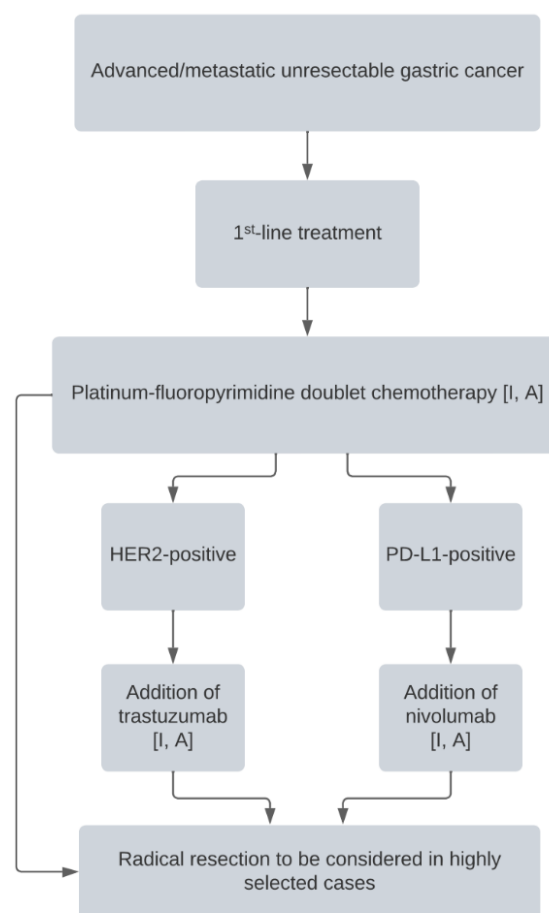 Advanced/metastatic unresectable gastric cancer
1st-line treatment
Platinum-fluoropyrimidine doublet chemotherapy [I, A]
HER2-positive
PD-L1-positive
Addition of
trastuzumab
[I, A]
Addition of
nivolumab
[I, A]
Radical resection to be considered in highly
selected cases